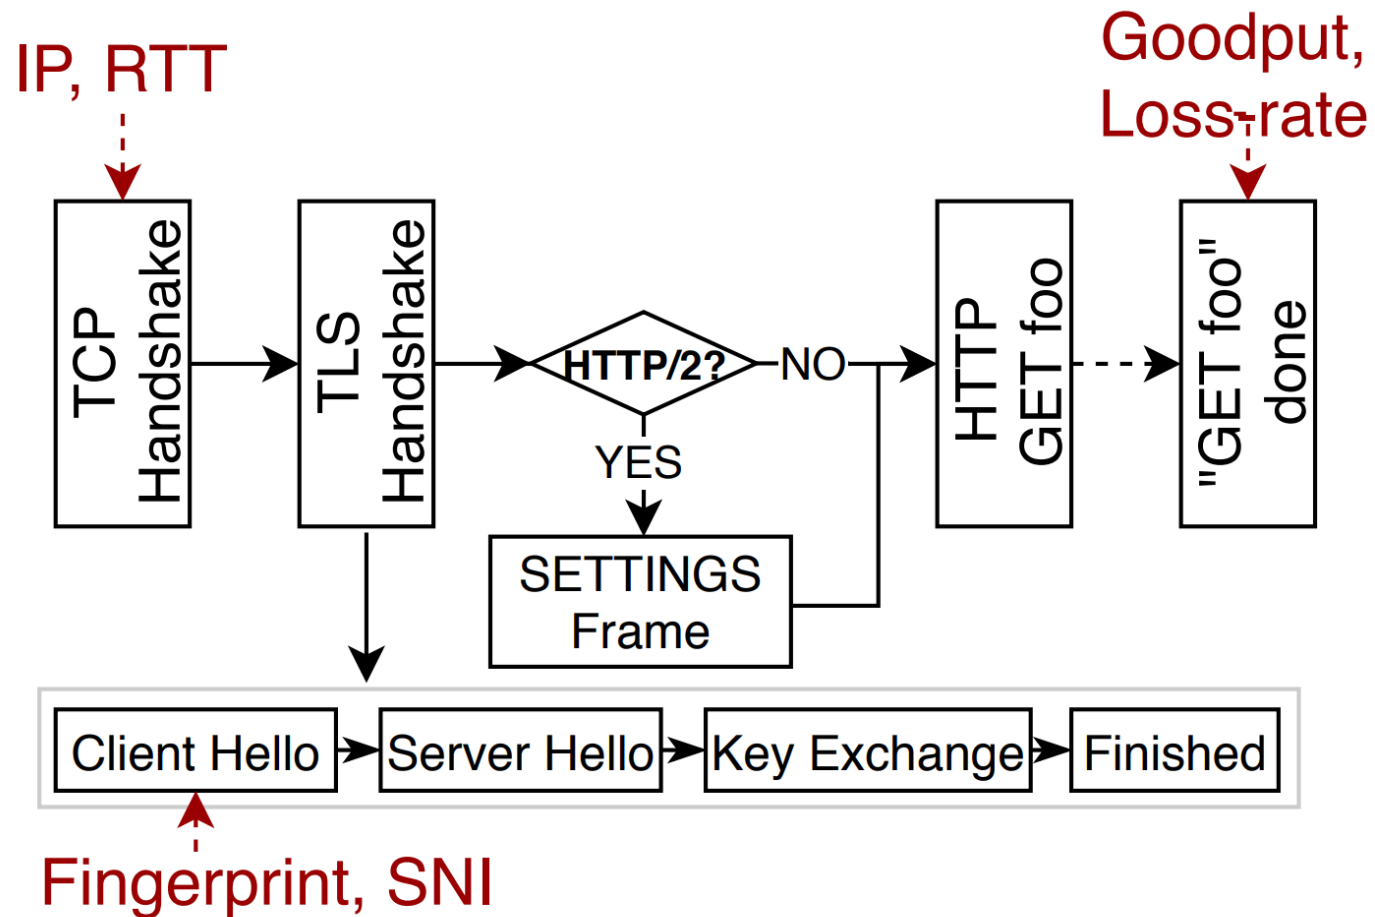 IP, RTT
Goodput,
Loss-rate
TCP
Handshake
TLS
Handshake
HTTP/2?
NO
YES
SETTINGS
Frame
HTTP
GET foo
"GET foo"
done
Client Hello
Server Hello
Key Exchange
Finished
Fingerprint, SNI